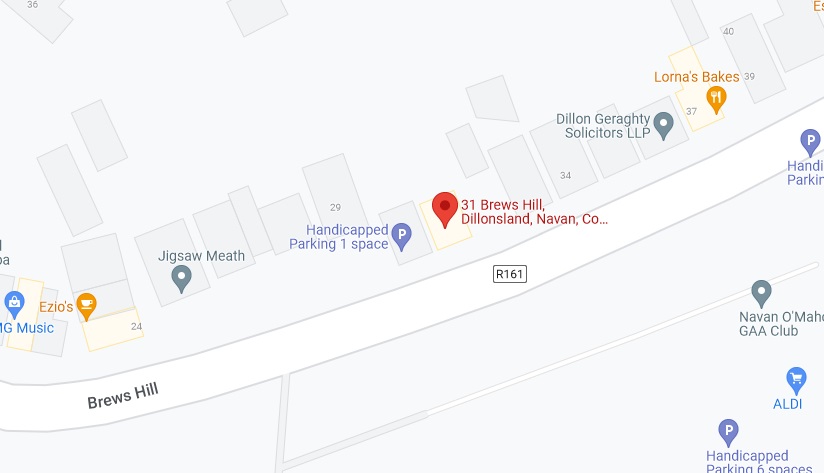 36
Es
40
Lorna's Bakes
39
37
Dillon Geraghty
Solicitors LLP
P
Handi
Parkin
34
29
31 Brews Hill,
Dillonsland, Navan, Co...
Handicapped
Parking 1 space
P
Jigsaw Meath
R161
Ezio's
24
MG Music
Brews Hill
Navan O'Maho
GAA Club
ALDI
P
Handicapped
Parking 6 spaces